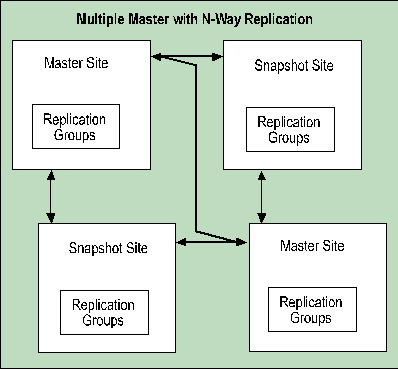 Multiple Master with N-Way Replication
Master Site
Replication
Groups
Snapshot Site
Replication
Groups
Snapshot Site
Replication
Groups
Master Site
Replication
Groups